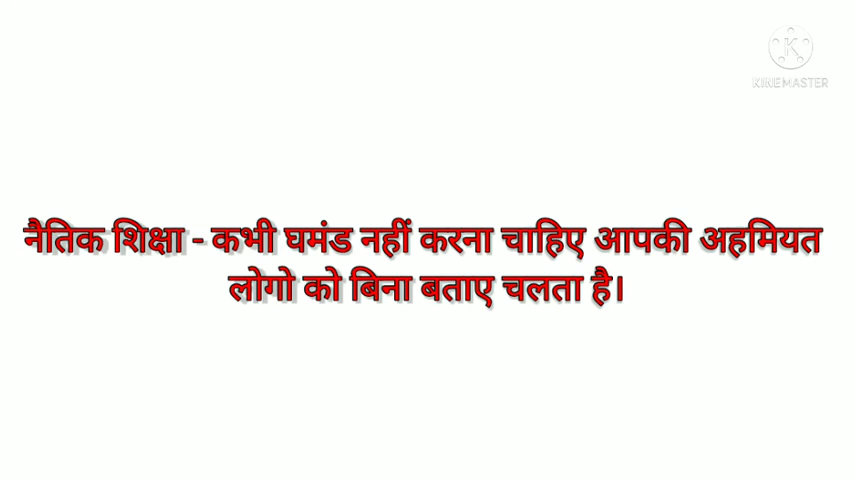 KINEMASTER
नैतिक शिक्षा - कभी घमंड नहीं करना चाहिए आपकी अहमियत
लोगो को बिना बताए चलता है।